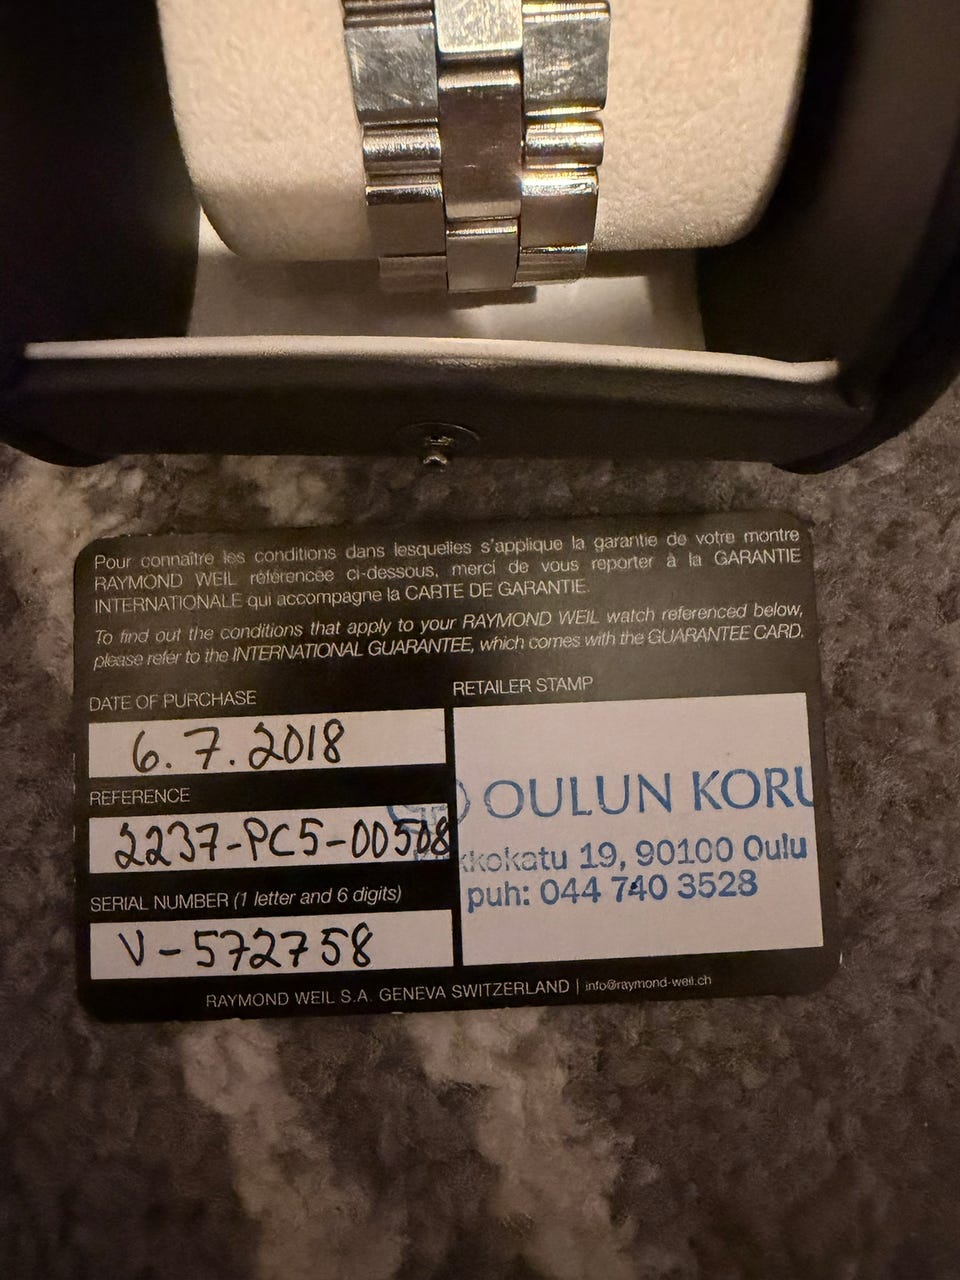 Pour connaître les conditions dans lesquelles s'applique la garantie de votre montre
RAYMOND WEIL référencée ci-dessous, merci de vous reporter à la GARANTIE
INTERNATIONALE qui accompagne la CARTE DE GARANTIE.
To find out the conditions that apply to your RAYMOND WEIL watch referenced below,
please refer to the INTERNATIONAL GUARANTEE, which comes with the GUARANTEE CARD.
DATE OF PURCHASE
6.7.2018
REFERENCE
2237-PC5-00508
SERIAL NUMBER (1 letter and 6 digits)
V-572758
RETAILER STAMP
OULUN KORU
kkokatu 19, 90100 Oulu
puh: 044 740 3528
RAYMOND WEIL S.A. GENEVA SWITZERLAND | info@raymond-weil.ch